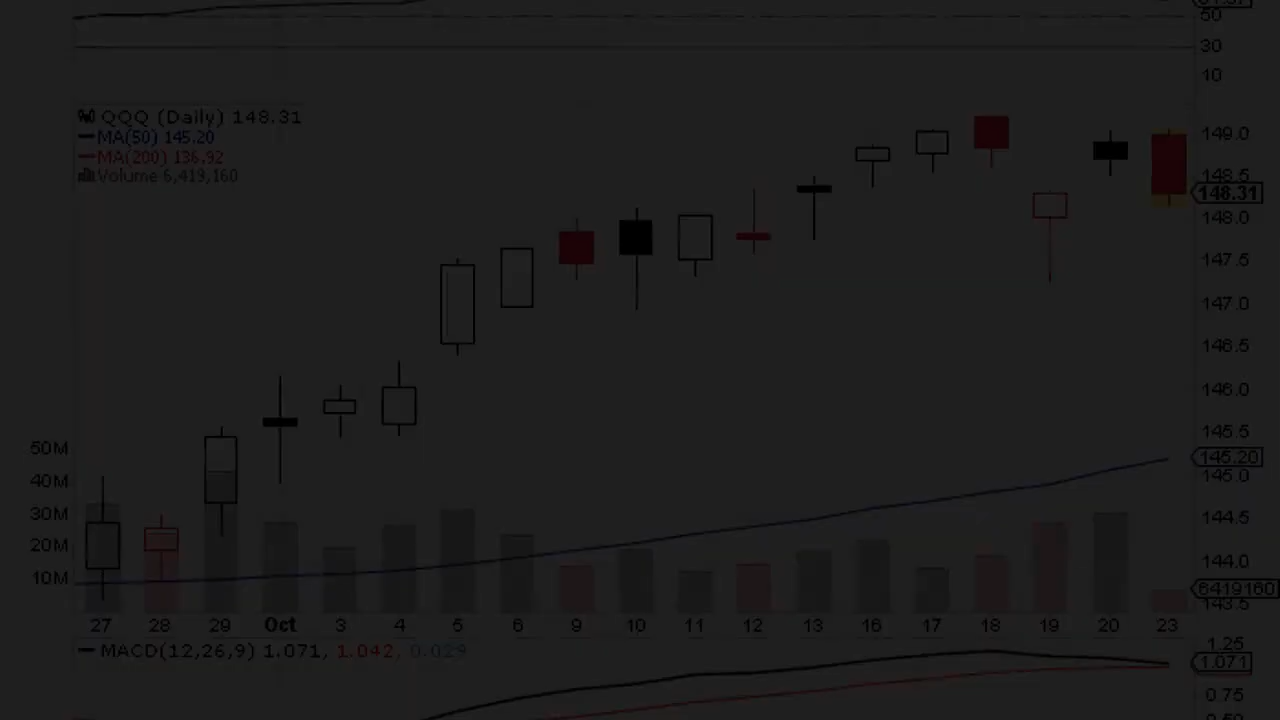 50
30
10
QQQ (Daily) 148.31
MA(50) 145.20
MA(200) 136.92
Volume 6,419,160
149.0
148.5
148.31
148.0
147.5
147.0
146.5
146.0
145.5
145.20
145.0
144.5
144.0
6419160
143.5
50M
40M
30M
20M
10M
27 28 29 Oct 3 4 5 6 9 10 11 12 13 16 17 18 19 20 23
MACD(12,26,9) 1.071, 1.042, 0.029
1.25
1.071
0.75